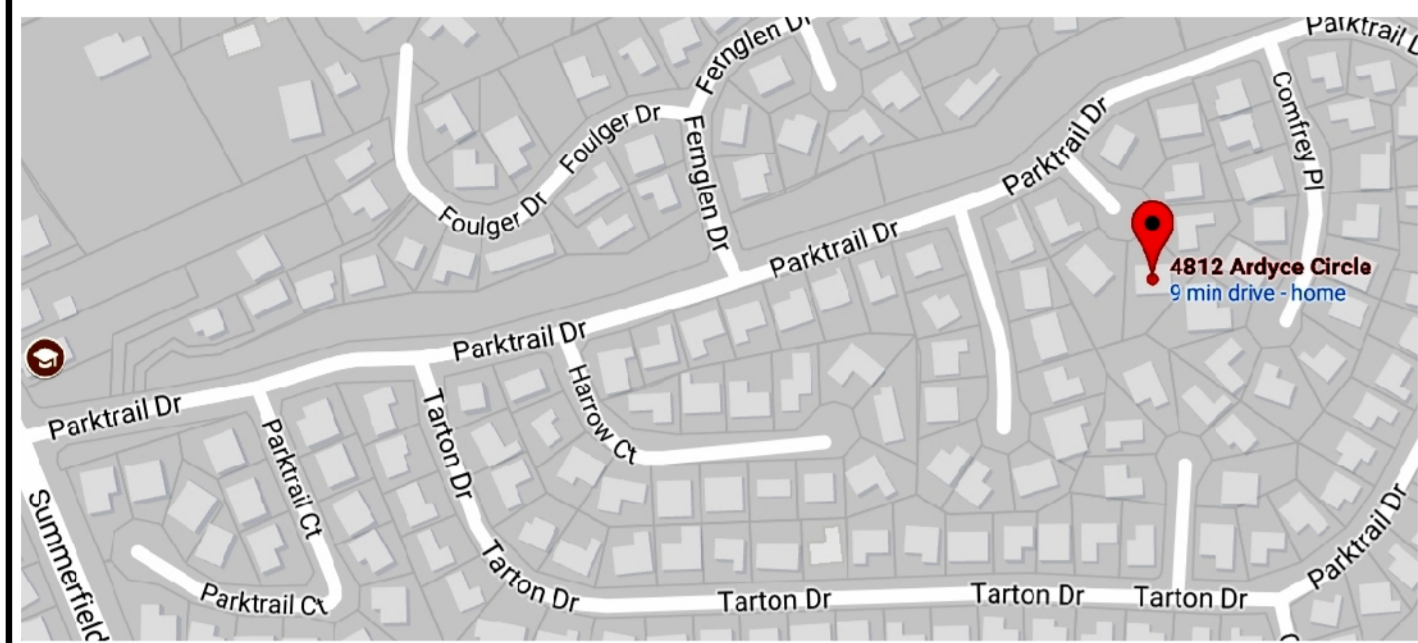 Parktrail Dr
Fernglen Dr
Foulger Dr
Parktrail Dr
Comfrey Pl
Fernglen Dr
Parktrail Dr
Foulger Dr
Parktrail Dr
4812 Ardyce Circle
9 min drive - home
Parktrail Dr
Harrow Ct
Parktrail Dr
Tarton Dr
Parktrail Ct
Summerfield
Parktrail Dr
Tarton Dr
Parktrail Ct
Tarton Dr
Tarton Dr
Tarton Dr